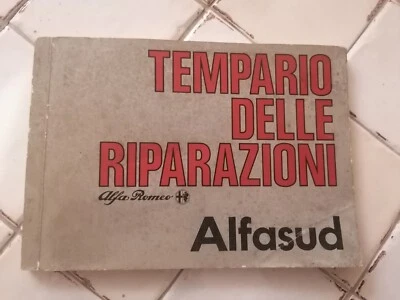 TEMPARIO
DELLE
RIPARAZIONI
Alfa Romeo
Alfasud